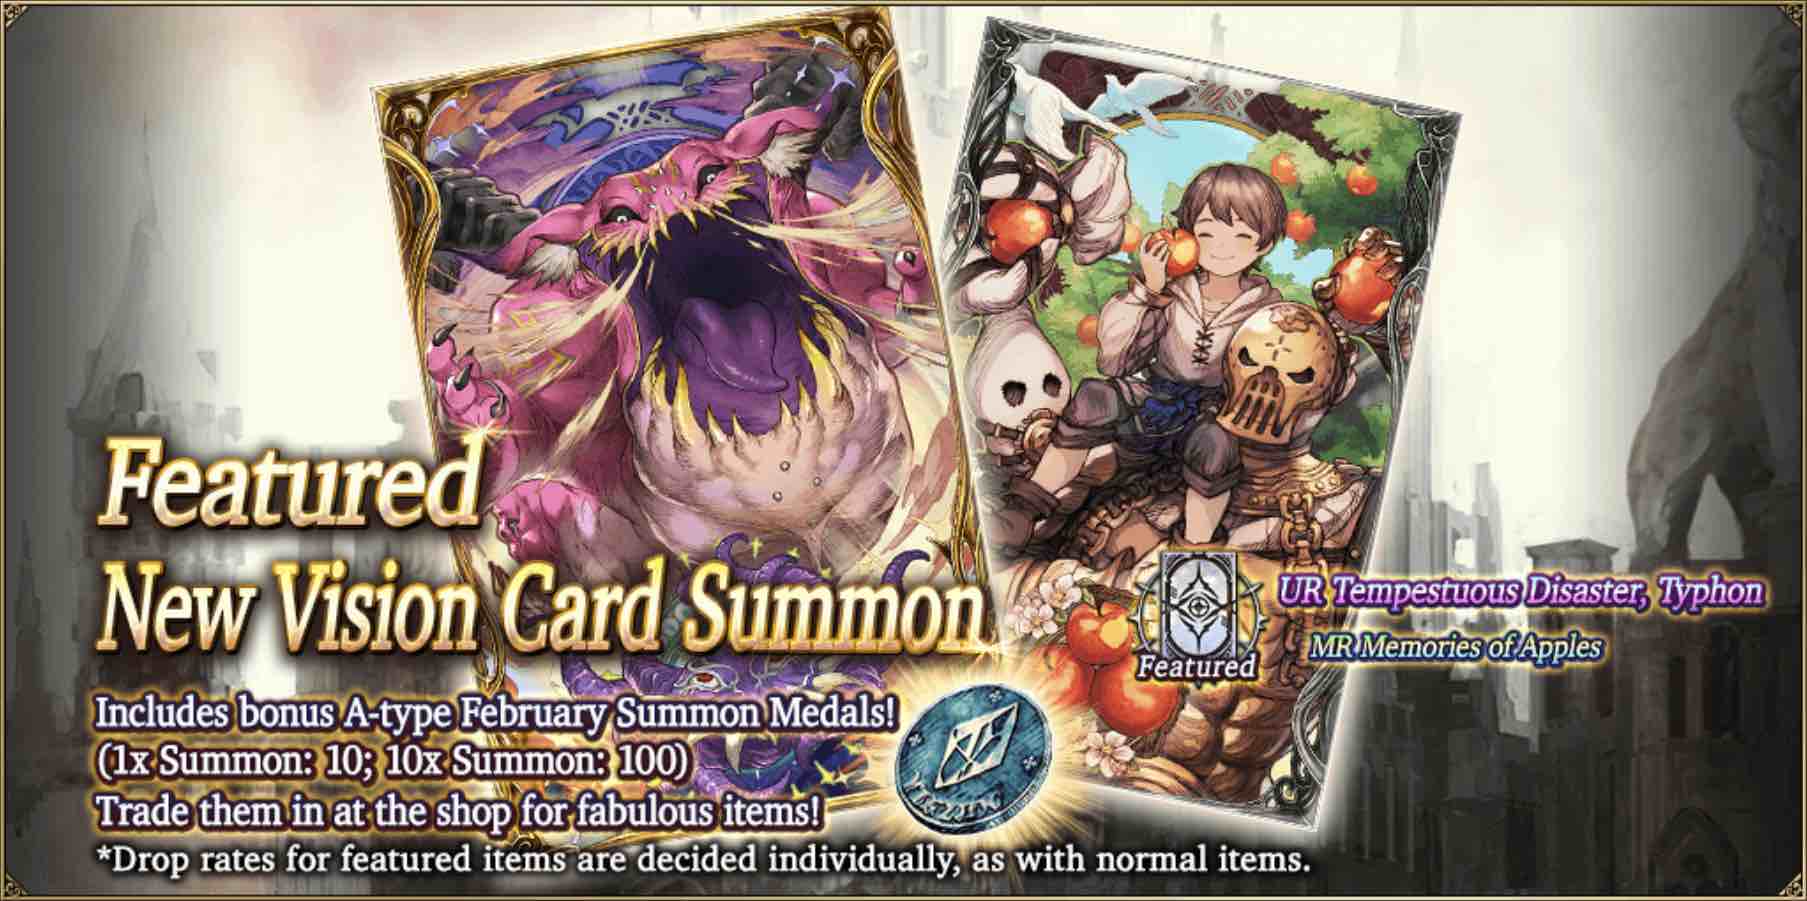 Featured
New Vision Card Summon
UR Tempestuous Disaster, Typhon
MR Memories of Apples
Featured
Includes bonus A-type February Summon Medals!
(1x Summon: 10; 10x Summon: 100)
Trade them in at the shop for fabulous items!
*Drop rates for featured items are decided individually, as with normal items.